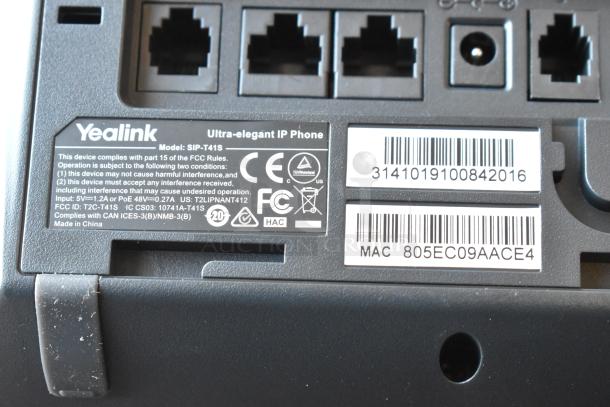 Yealink Ultra-elegant IP Phone
Model: SIP-T41S
This device complies with part 15 of the FCC Rules.
Operation is subject to the following two conditions:
(1) this device may not cause harmful interference, and
(2) this device must accept any interference received,
including interference that may cause undesired operation.
Input: 5V⎓1.2A or PoE 48V⎓0.27A US: T2LIPNANT412
FCC ID: T2C-T41S IC CS03: 10741A-T41S
Complies with CAN ICES-3(B)/NMB-3(B)
Made in China
CE
C US
FC
20
HAC
3141019100842016
MAC 805EC09AACE4